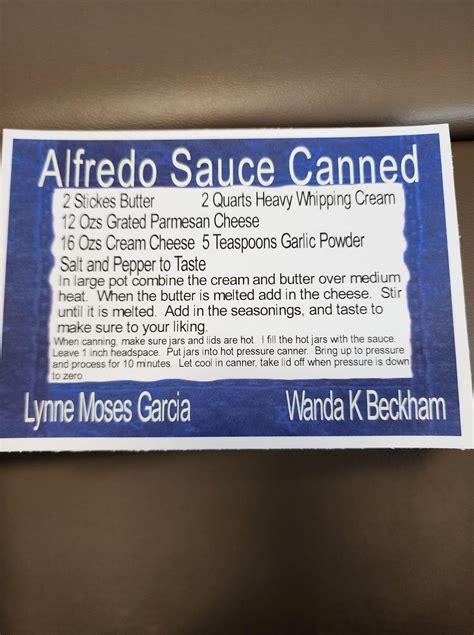 Alfredo Sauce Canned
2 Stickes Butter 2 Quarts Heavy Whipping Cream
12 Ozs Grated Parmesan Cheese
16 Ozs Cream Cheese 5 Teaspoons Garlic Powder
Salt and Pepper to Taste
In large pot combine the cream and butter over medium
heat. When the butter is melted add in the cheese. Stir
until it is melted. Add in the seasonings, and taste to
make sure to your liking.
When canning, make sure jars and lids are hot. I fill the hot jars with the sauce.
Leave 1 inch headspace. Put jars into hot pressure canner. Bring up to pressure
and process for 10 minutes. Let cool in canner, take lid off when pressure is down
to zero.
Lynne Moses Garcia Wanda K Beckham